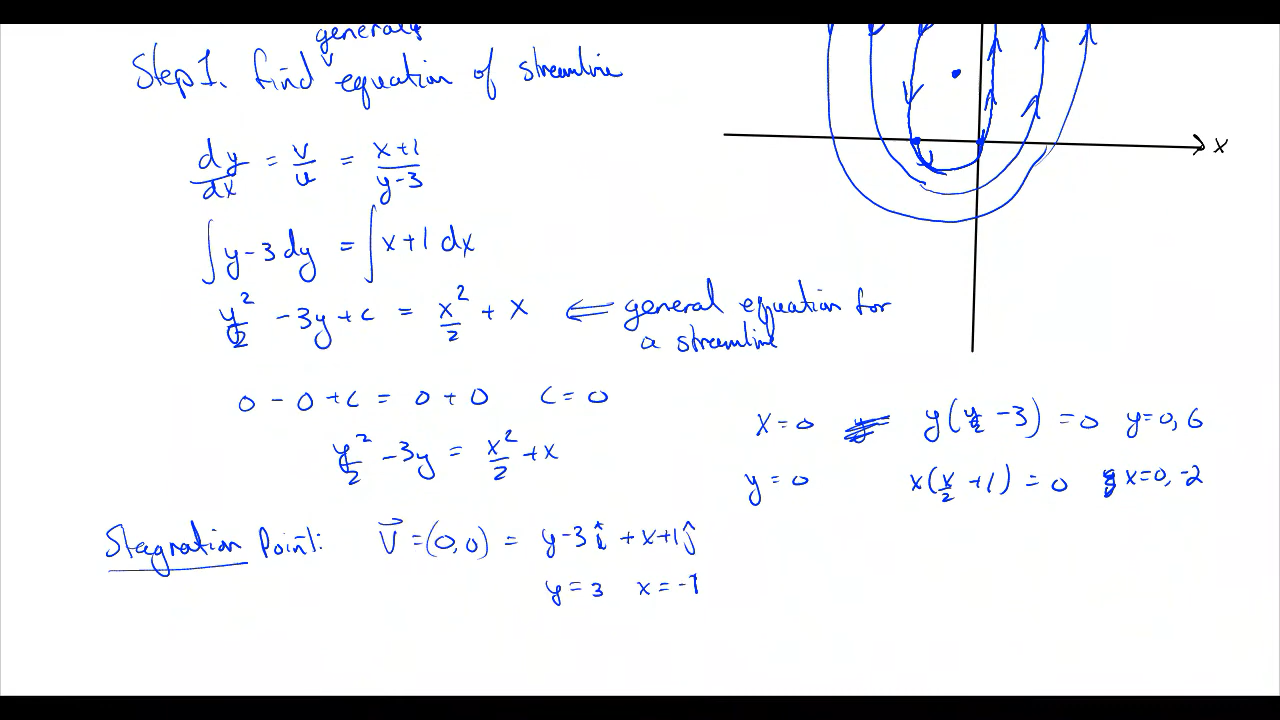 generals
Step 1. Find equation of streamline
dy/dx = v/u = x+1/y-3
∫ y-3 dy = ∫ x+1 dx
y²/2 - 3y + c = x²/2 + x ⇐ general equation for
a streamline
0 - 0 + c = 0 + 0 c = 0
y²/2 - 3y = x²/2 + x
x = 0 y(y/2 - 3) = 0 y = 0, 6
y = 0 x(x/2 + 1) = 0 x = 0, -2
Stagnation Point: V⃗ = (0,0) = y-3 î + x+1 ĵ
y = 3 x = -1
x